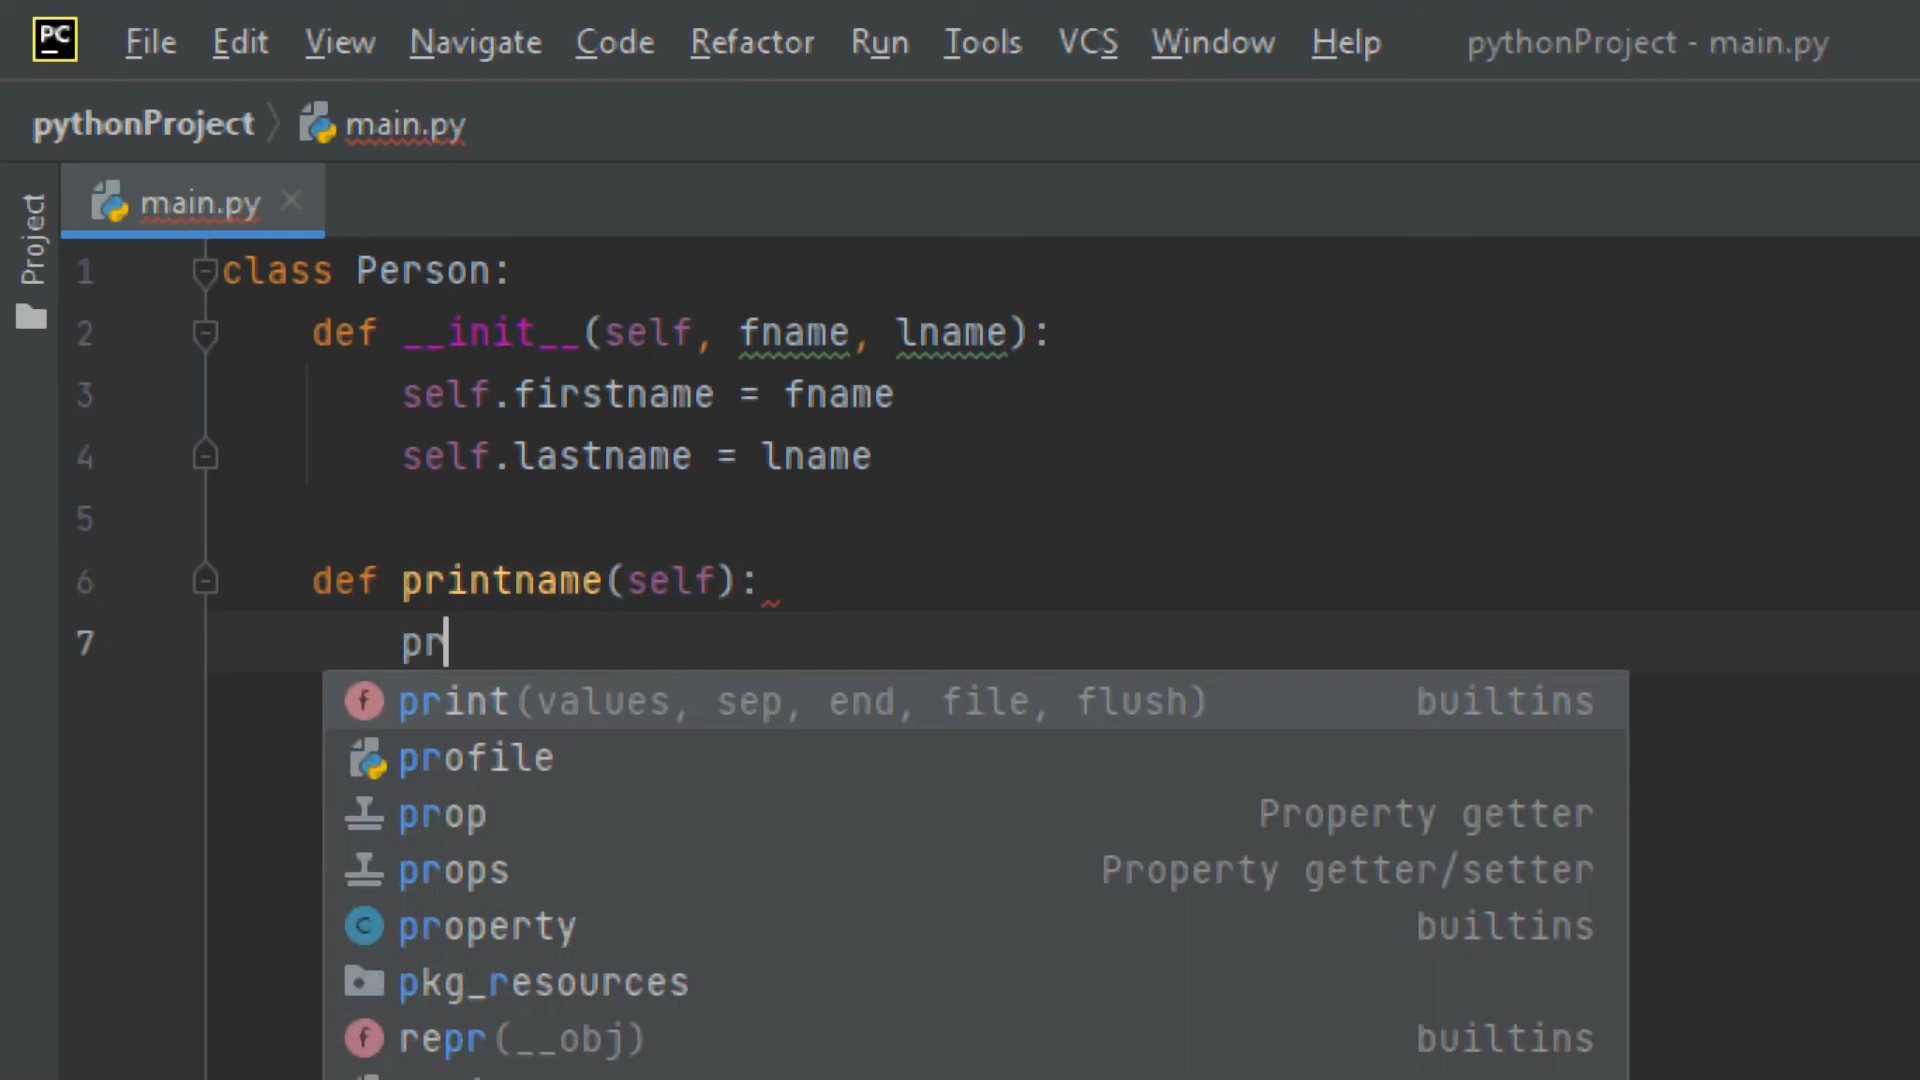 PC File Edit View Navigate Code Refactor Run Tools VCS Window Help pythonProject - main.py
pythonProject main.py
Project
main.py
1 class Person:
2 def __init__(self, fname, lname):
3 self.firstname = fname
4 self.lastname = lname
5
6 def printname(self):
7 pr
print(values, sep, end, file, flush) builtins
profile
prop Property getter
props Property getter/setter
property builtins
pkg_resources
repr(__obj) builtins